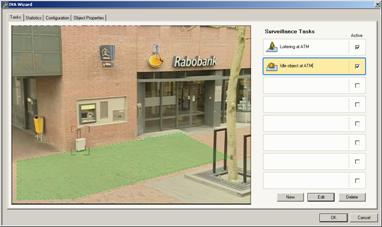 IVA Wizard
Tasks
Statistics
Configuration
Object Properties
Rabobank
Surveillance Tasks
Active
Loitering at ATM
Idle object at ATM
New
Edit
Delete
OK
Cancel